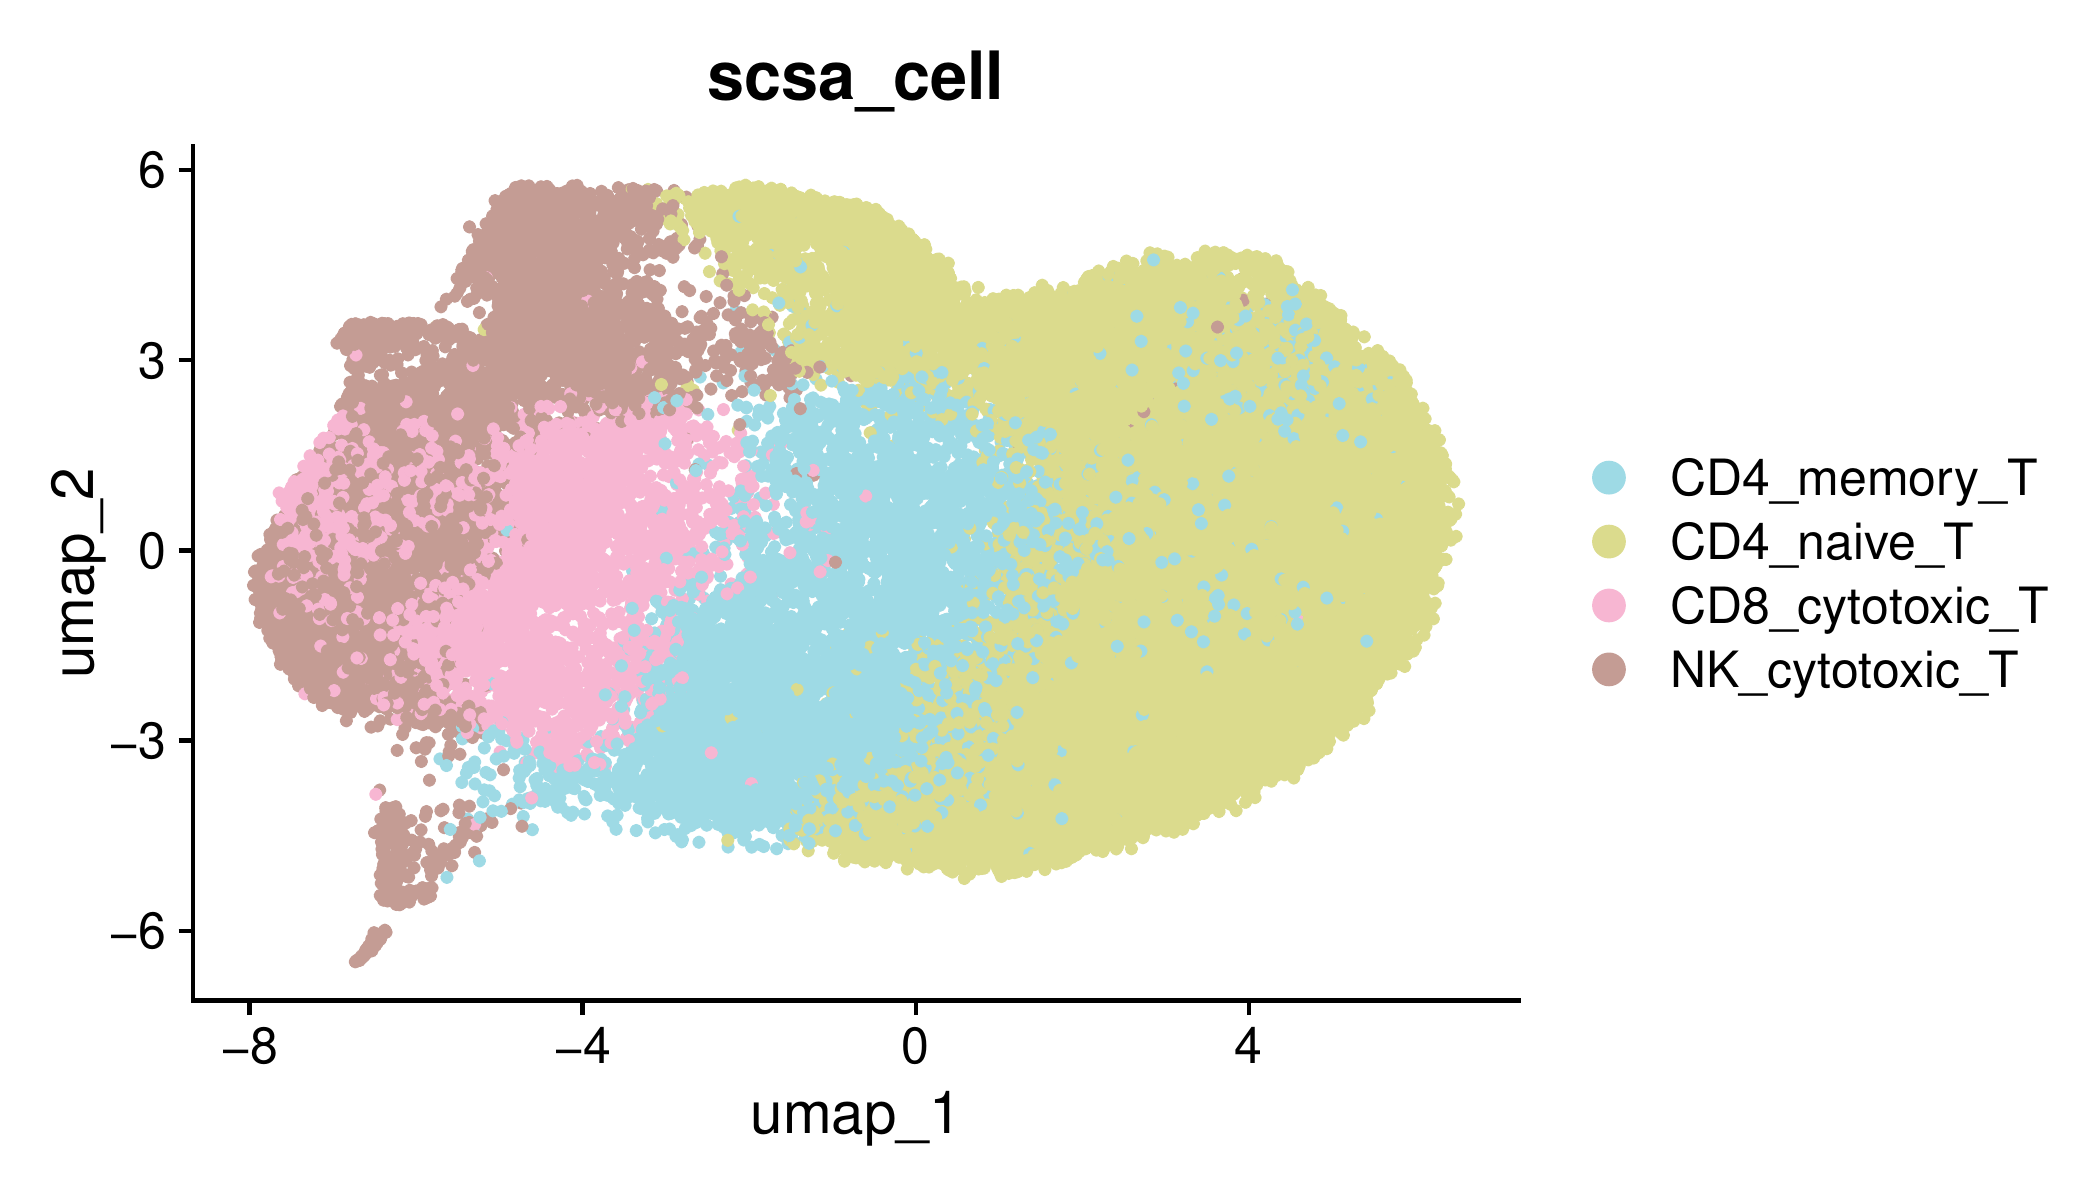 scsa_cell
6
3
0
−3
−6
umap_2
−8
−4
0
4
umap_1
CD4_memory_T
CD4_naive_T
CD8_cytotoxic_T
NK_cytotoxic_T